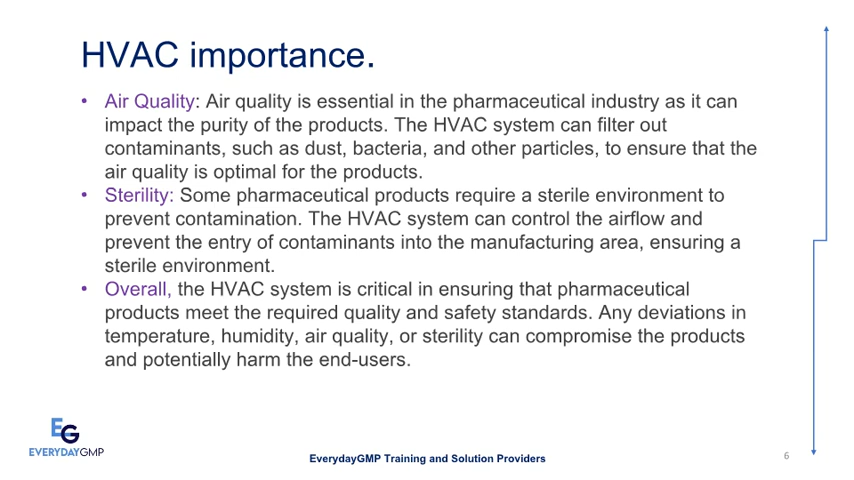 HVAC importance.
• Air Quality: Air quality is essential in the pharmaceutical industry as it can
impact the purity of the products. The HVAC system can filter out
contaminants, such as dust, bacteria, and other particles, to ensure that the
air quality is optimal for the products.
• Sterility: Some pharmaceutical products require a sterile environment to
prevent contamination. The HVAC system can control the airflow and
prevent the entry of contaminants into the manufacturing area, ensuring a
sterile environment.
• Overall, the HVAC system is critical in ensuring that pharmaceutical
products meet the required quality and safety standards. Any deviations in
temperature, humidity, air quality, or sterility can compromise the products
and potentially harm the end-users.
EG
EVERYDAYGMP
EverydayGMP Training and Solution Providers
6